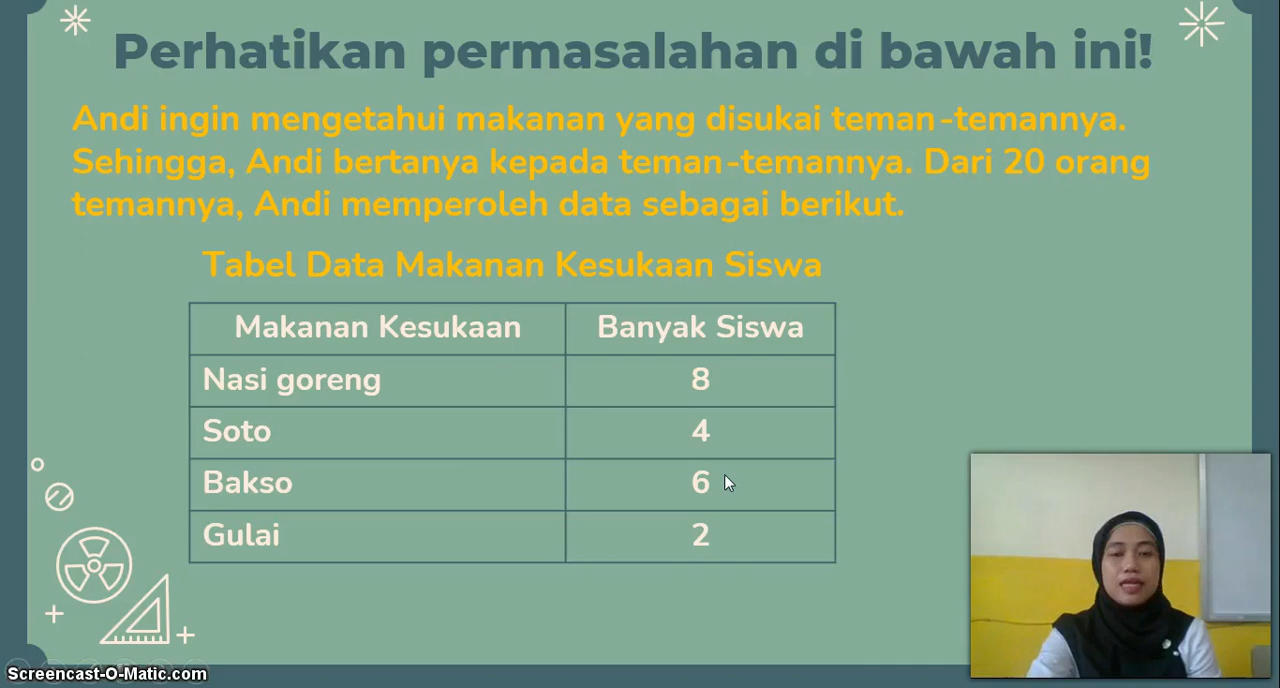 Perhatikan permasalahan di bawah ini!
Andi ingin mengetahui makanan yang disukai teman-temannya.
Sehingga, Andi bertanya kepada teman-temannya. Dari 20 orang
temannya, Andi memperoleh data sebagai berikut.
Tabel Data Makanan Kesukaan Siswa
Makanan Kesukaan Banyak Siswa
Nasi goreng 8
Soto 4
Bakso 6
Gulai 2
Screencast-O-Matic.com